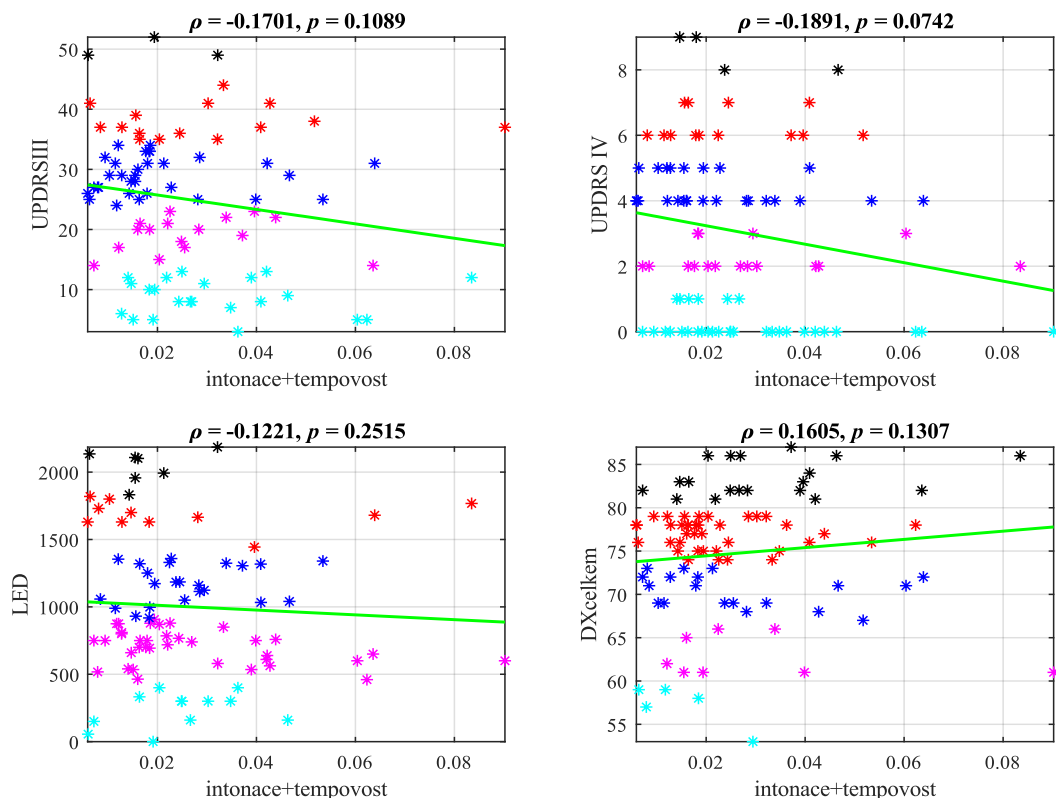 ρ = -0.1701, p = 0.1089
UPDRSIII
50
40
30
20
10
0.02 0.04 0.06 0.08
intonace+tempovost
ρ = -0.1891, p = 0.0742
UPDRS IV
8
6
4
2
0
0.02 0.04 0.06 0.08
intonace+tempovost
ρ = -0.1221, p = 0.2515
LED
2000
1500
1000
500
0
0.02 0.04 0.06 0.08
intonace+tempovost
ρ = 0.1605, p = 0.1307
DXcelkem
85
80
75
70
65
60
55
0.02 0.04 0.06 0.08
intonace+tempovost